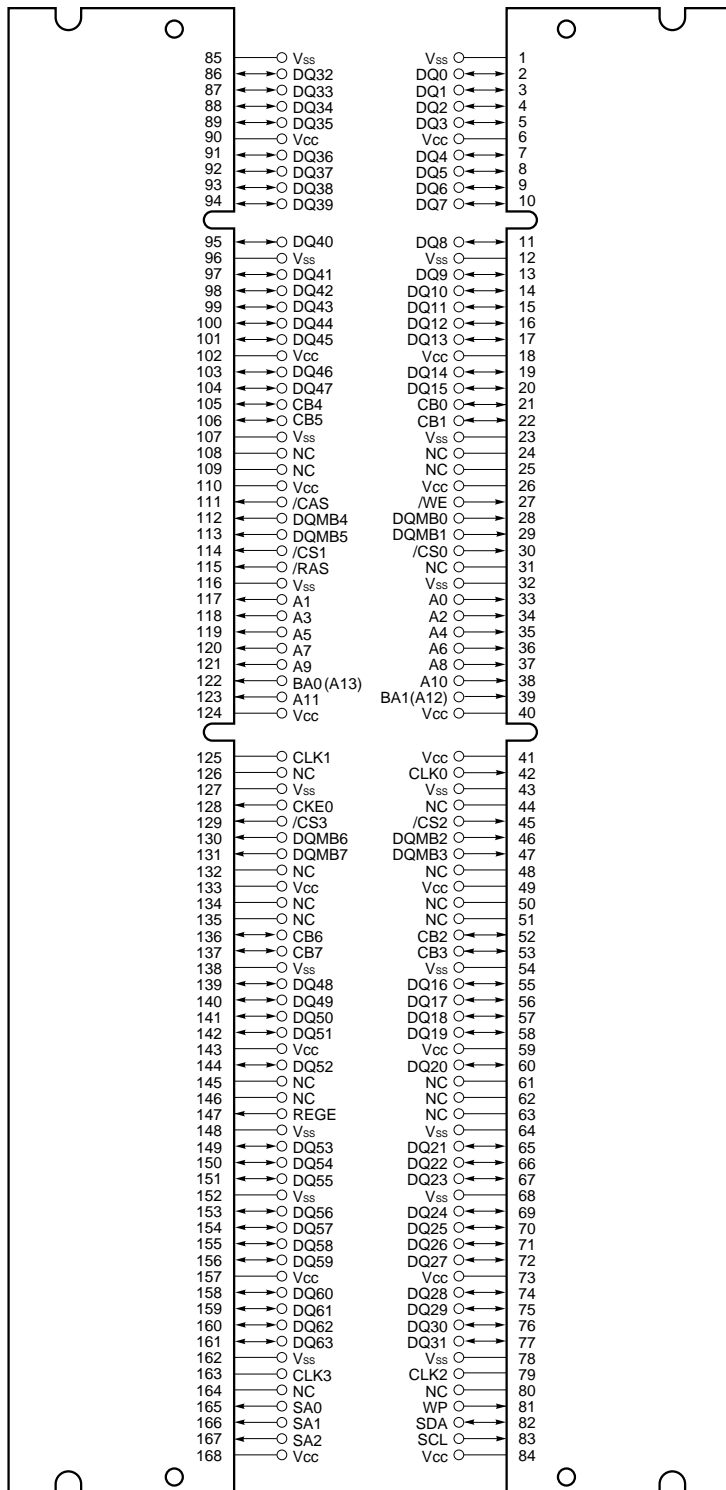 85 Vss Vss 1
86 DQ32 DQ0 2
87 DQ33 DQ1 3
88 DQ34 DQ2 4
89 DQ35 DQ3 5
90 Vcc Vcc 6
91 DQ36 DQ4 7
92 DQ37 DQ5 8
93 DQ38 DQ6 9
94 DQ39 DQ7 10
95 DQ40 DQ8 11
96 Vss Vss 12
97 DQ41 DQ9 13
98 DQ42 DQ10 14
99 DQ43 DQ11 15
100 DQ44 DQ12 16
101 DQ45 DQ13 17
102 Vcc Vcc 18
103 DQ46 DQ14 19
104 DQ47 DQ15 20
105 CB4 CB0 21
106 CB5 CB1 22
107 Vss Vss 23
108 NC NC 24
109 NC NC 25
110 Vcc Vcc 26
111 /CAS /WE 27
112 DQMB4 DQMB0 28
113 DQMB5 DQMB1 29
114 /CS1 /CS0 30
115 /RAS NC 31
116 Vss Vss 32
117 A1 A0 33
118 A3 A2 34
119 A5 A4 35
120 A7 A6 36
121 A9 A8 37
122 BA0 (A13) A10 38
123 A11 BA1(A12) 39
124 Vcc Vcc 40
125 CLK1 Vcc 41
126 NC CLK0 42
127 Vss Vss 43
128 CKE0 NC 44
129 /CS3 /CS2 45
130 DQMB6 DQMB2 46
131 DQMB7 DQMB3 47
132 NC NC 48
133 Vcc Vcc 49
134 NC NC 50
135 NC NC 51
136 CB6 CB2 52
137 CB7 CB3 53
138 Vss Vss 54
139 DQ48 DQ16 55
140 DQ49 DQ17 56
141 DQ50 DQ18 57
142 DQ51 DQ19 58
143 Vcc Vcc 59
144 DQ52 DQ20 60
145 NC NC 61
146 NC NC 62
147 REGE NC 63
148 Vss Vss 64
149 DQ53 DQ21 65
150 DQ54 DQ22 66
151 DQ55 DQ23 67
152 Vss Vss 68
153 DQ56 DQ24 69
154 DQ57 DQ25 70
155 DQ58 DQ26 71
156 DQ59 DQ27 72
157 Vcc Vcc 73
158 DQ60 DQ28 74
159 DQ61 DQ29 75
160 DQ62 DQ30 76
161 DQ63 DQ31 77
162 Vss Vss 78
163 CLK3 CLK2 79
164 NC NC 80
165 SA0 WP 81
166 SA1 SDA 82
167 SA2 SCL 83
168 Vcc Vcc 84